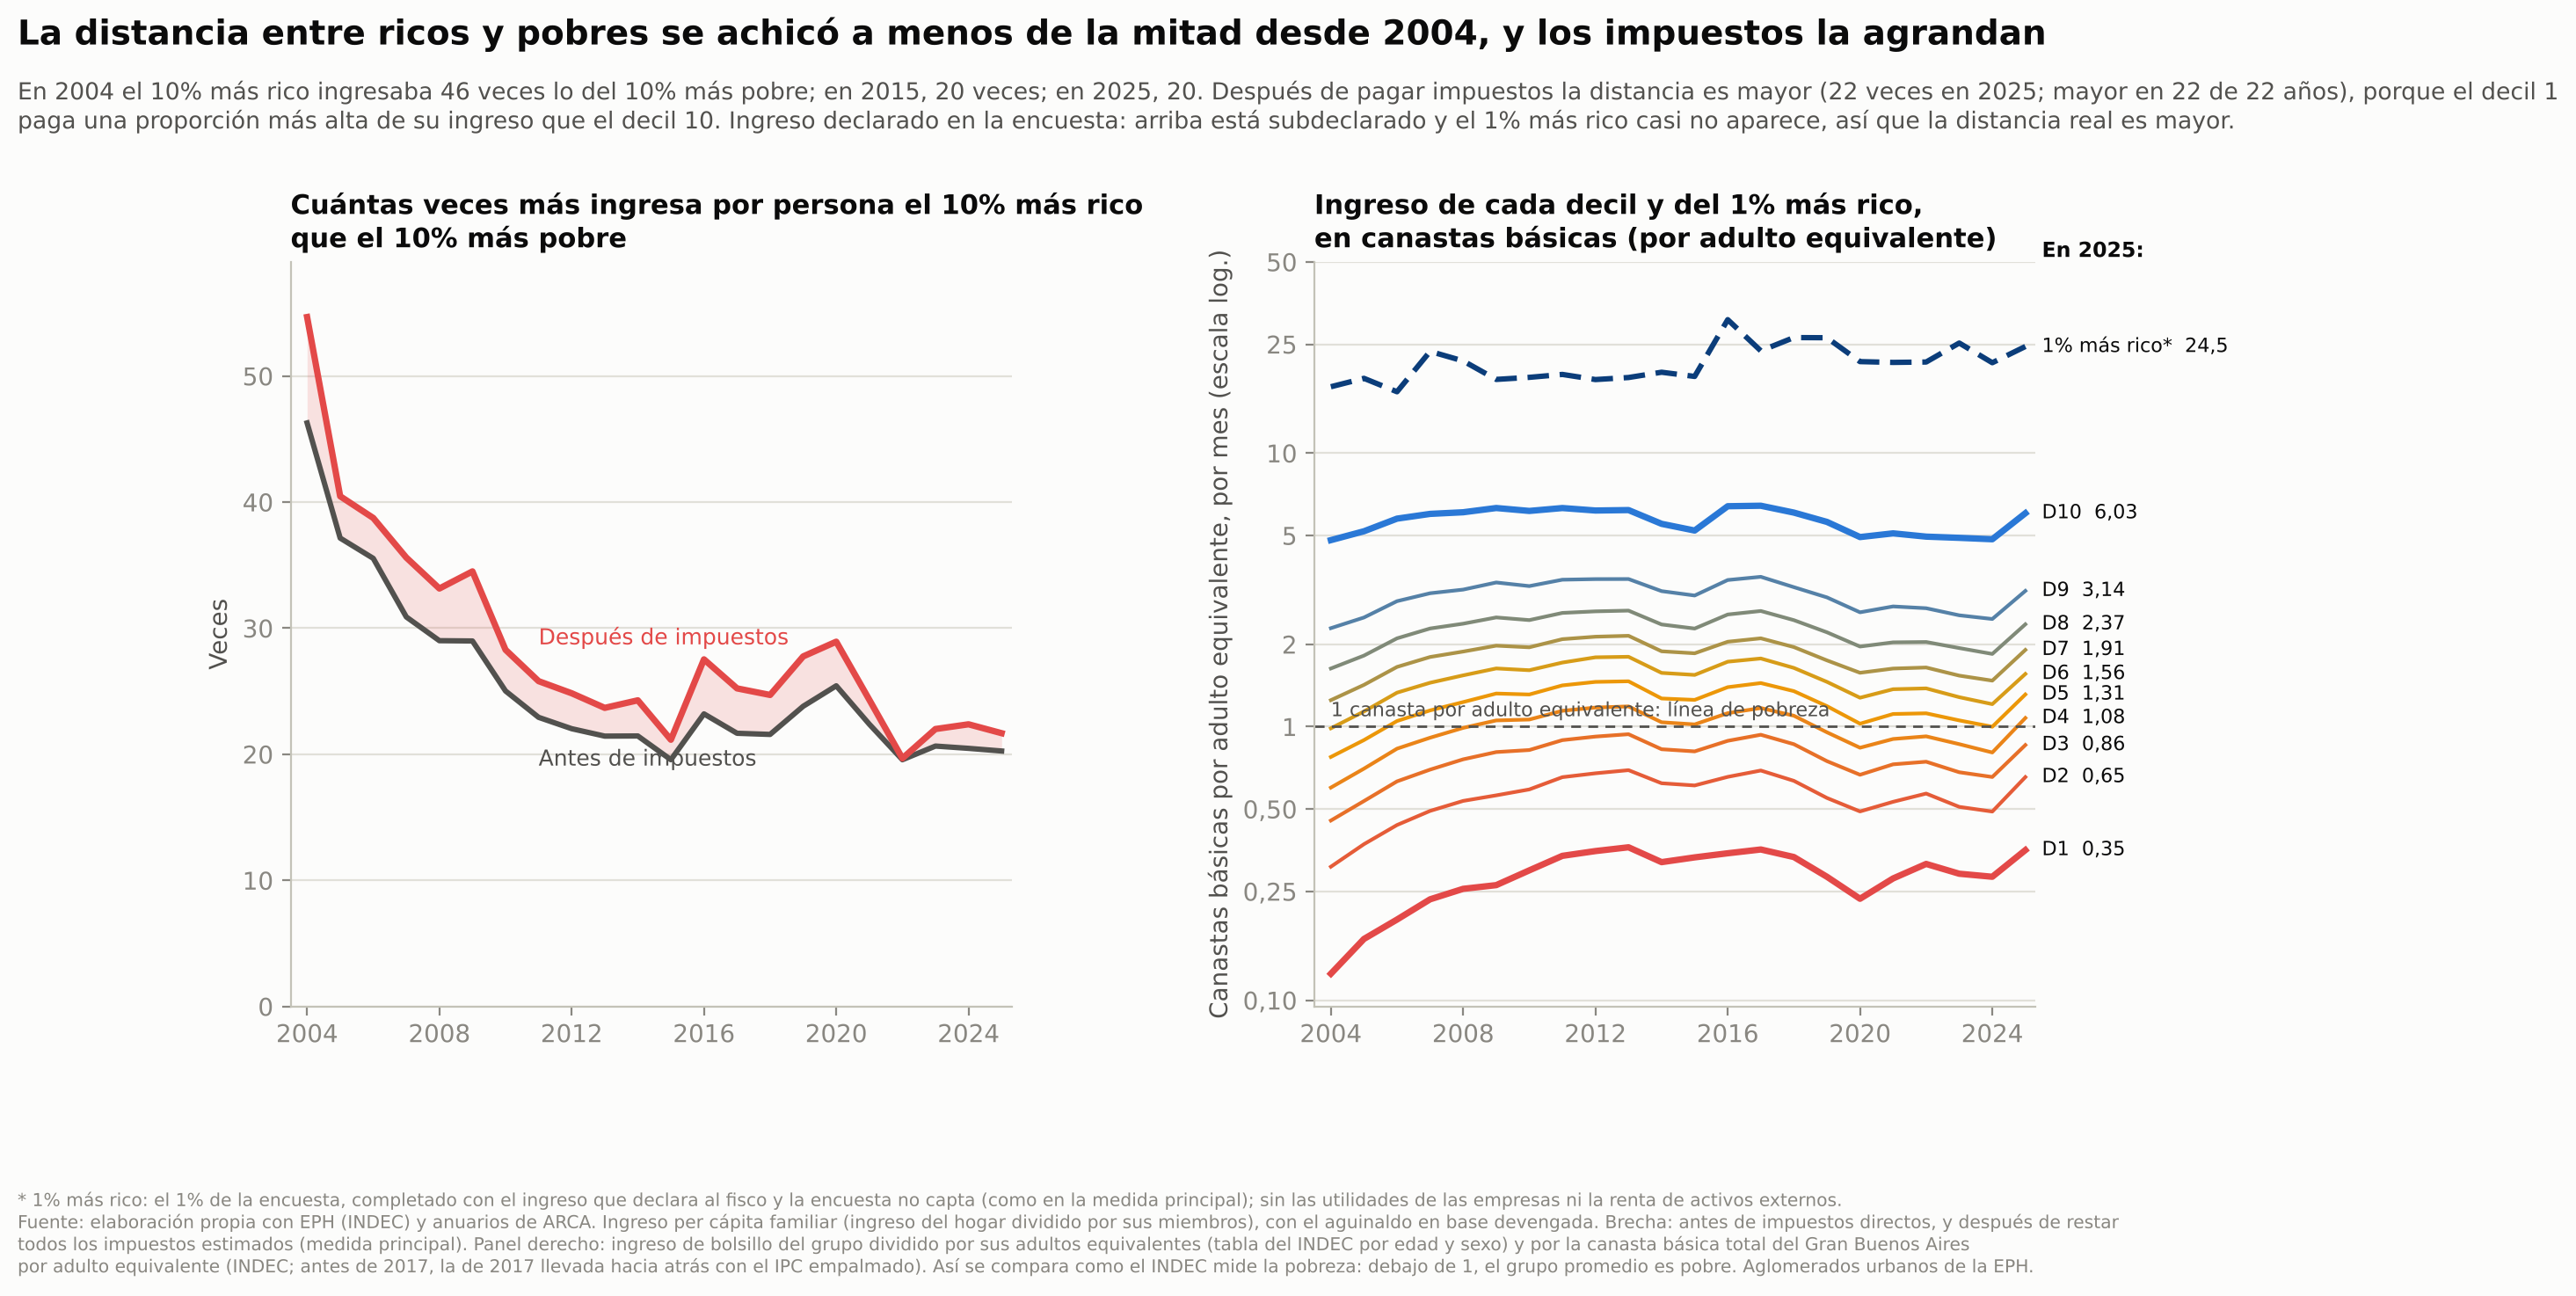 La distancia entre ricos y pobres se achicó a menos de la mitad desde 2004, y los impuestos la agrandan
En 2004 el 10% más rico ingresaba 46 veces lo del 10% más pobre; en 2015, 20 veces; en 2025, 20. Después de pagar impuestos la distancia es mayor (22 veces en 2025; mayor en 22 de 22 años), porque el decil 1
paga una proporción más alta de su ingreso que el decil 10. Ingreso declarado en la encuesta: arriba está subdeclarado y el 1% más rico casi no aparece, así que la distancia real es mayor.
Cuántas veces más ingresa por persona el 10% más rico
que el 10% más pobre
Veces
50
40
30
20
10
0
Después de impuestos
Antes de impuestos
2004 2008 2012 2016 2020 2024
Ingreso de cada decil y del 1% más rico,
en canastas básicas (por adulto equivalente)
En 2025:
Canastas básicas por adulto equivalente, por mes (escala log.)
50
25
10
5
2
1
0,50
0,25
0,10
1 canasta por adulto equivalente: línea de pobreza
1% más rico* 24,5
D10 6,03
D9 3,14
D8 2,37
D7 1,91
D6 1,56
D5 1,31
D4 1,08
D3 0,86
D2 0,65
D1 0,35
2004 2008 2012 2016 2020 2024
* 1% más rico: el 1% de la encuesta, completado con el ingreso que declara al fisco y la encuesta no capta (como en la medida principal); sin las utilidades de las empresas ni la renta de activos externos.
Fuente: elaboración propia con EPH (INDEC) y anuarios de ARCA. Ingreso per cápita familiar (ingreso del hogar dividido por sus miembros), con el aguinaldo en base devengada. Brecha: antes de impuestos directos, y después de restar
todos los impuestos estimados (medida principal). Panel derecho: ingreso de bolsillo del grupo dividido por sus adultos equivalentes (tabla del INDEC por edad y sexo) y por la canasta básica total del Gran Buenos Aires
por adulto equivalente (INDEC; antes de 2017, la de 2017 llevada hacia atrás con el IPC empalmado). Así se compara como el INDEC mide la pobreza: debajo de 1, el grupo promedio es pobre. Aglomerados urbanos de la EPH.